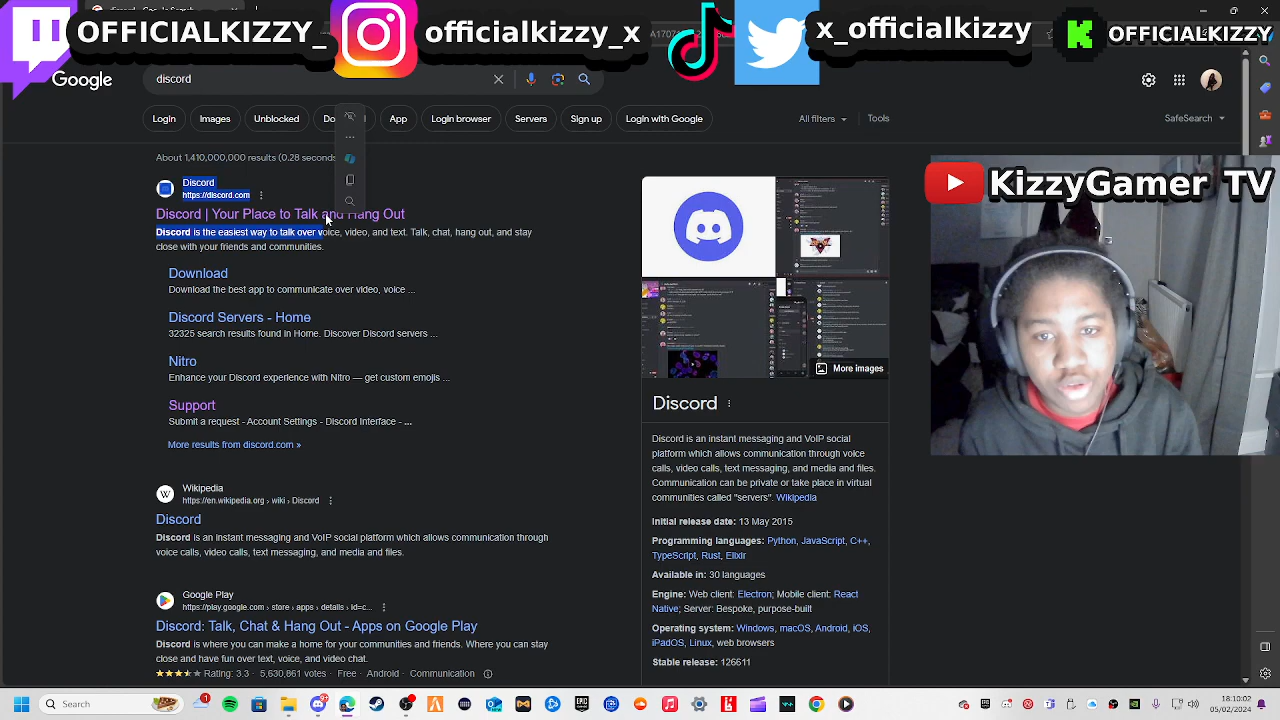 OFFICIALKIZZY_
officialkizzy_x
x_officialkizzy
OFFICIALKIZZY
Google
discord
Login
Images
Unblocked
App
Login browser
Servers
Sign up
Login with Google
All filters
Tools
SafeSearch
About 1,410,000,000 results (0.28 seconds
KizzyGamer TV
Discord
https://discord.com
Discord | Your Place to Talk and Hang Out
Discord is the easiest way to talk over voice, video, and text. Talk, chat, hang out, and stay
close with your friends and communities.
Download
Download the best app to communicate over video, voice ...
Discord Servers - Home
32329 servers results found in Home. Discover Discord servers ...
Nitro
Enhance your Discord experience with Nitro — get custom emojis ...
Support
Submit a request - Account Settings - Discord Interface - ...
More results from discord.com »
Wikipedia
https://en.wikipedia.org › wiki › Discord
Discord
Discord is an instant messaging and VoIP social platform which allows communication through
voice calls, video calls, text messaging, and media and files.
Google Play
https://play.google.com › store › apps › details › id=c...
Discord: Talk, Chat & Hang Out - Apps on Google Play
Discord is where you can make a home for your communities and friends. Where you can stay
close and have fun over text, voice, and video chat.
Rating: 3.3 · 5,630,861 votes · Free · Android · Communication
More images
Discord
Discord is an instant messaging and VoIP social
platform which allows communication through
voice calls, video calls, text messaging, and
media and files.
Communication can be private or take place in virtual
communities called "servers". Wikipedia
Initial release date: 13 May 2015
Programming languages: Python, JavaScript, C++,
TypeScript, Rust, Elixir
Available in: 30 languages
Engine: Web client: Electron; Mobile client: React
Native; Server: Bespoke, purpose-built
Operating system: Windows, macOS, Android, iOS,
iPadOS, Linux, web browsers
Stable release: 126611
Search
18:10:02
05/02/2024